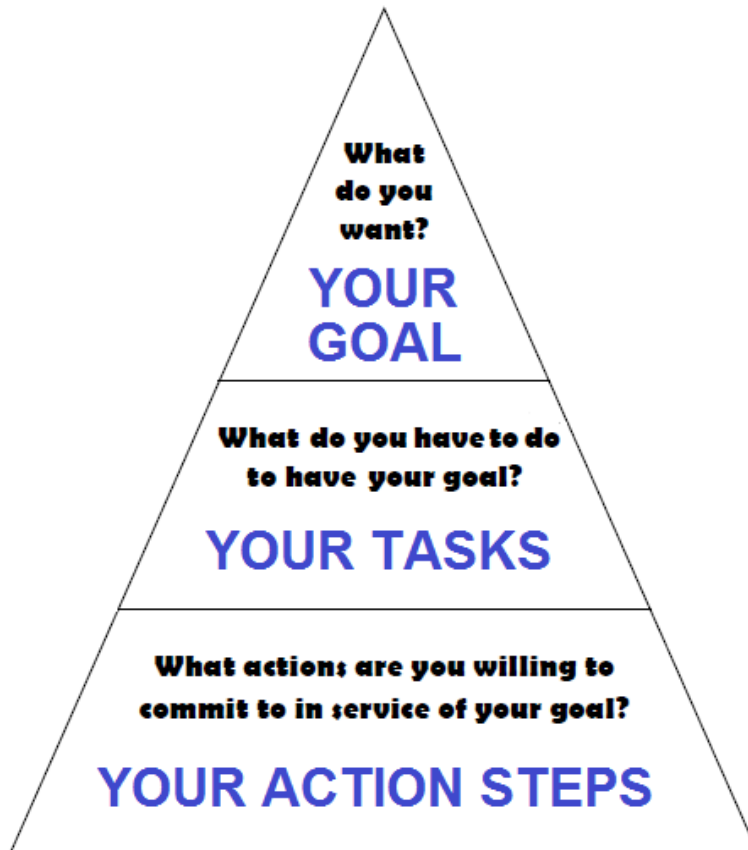 What
do you
want?
YOUR
GOAL
What do you have to do
to have your goal?
YOUR TASKS
What actions are you willing to
commit to in service of your goal?
YOUR ACTION STEPS